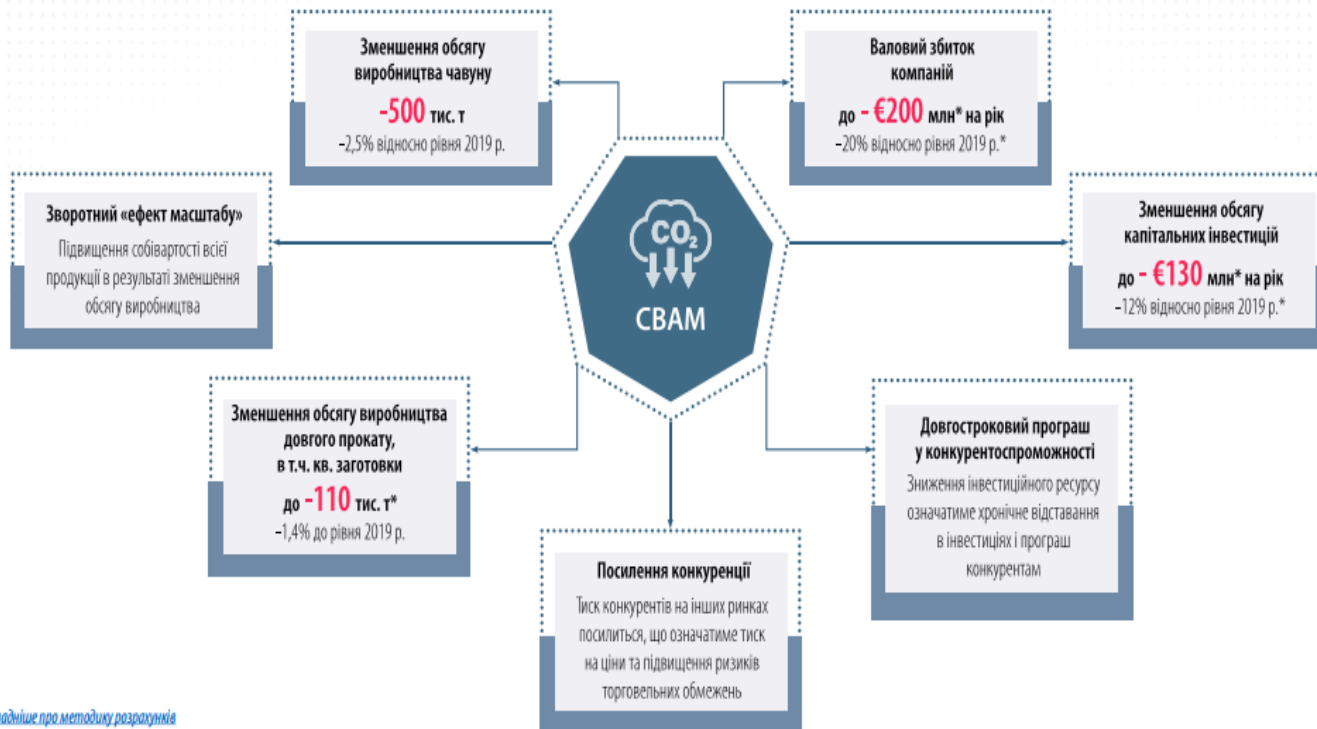 Зменшення обсягу
виробництва чавуну
-500 тис. т
–2,5% відносно рівня 2019 р.
Валовий збиток
компаній
до - €200 млн* на рік
–20% відносно рівня 2019 р.*
Зворотний «ефект масштабу»
Підвищення собівартості всієї
продукції в результаті зменшення
обсягу виробництва
CO₂
CBAM
Зменшення обсягу
капітальних інвестицій
до - €130 млн* на рік
–12% відносно рівня 2019 р.*
Зменшення обсягу виробництва
довгого прокату,
в т.ч. кв. заготовки
до -110 тис. т*
–1,4% до рівня 2019 р.
Довгостроковий програш
у конкурентоспроможності
Зниження інвестиційного ресурсу
означатиме хронічне відставання
в інвестиціях і програш
конкурентам
Посилення конкуренції
Тиск конкурентів на інших ринках
посилиться, що означатиме тиск
на ціни та підвищення ризиків
торговельних обмежень
про методику розрахунків